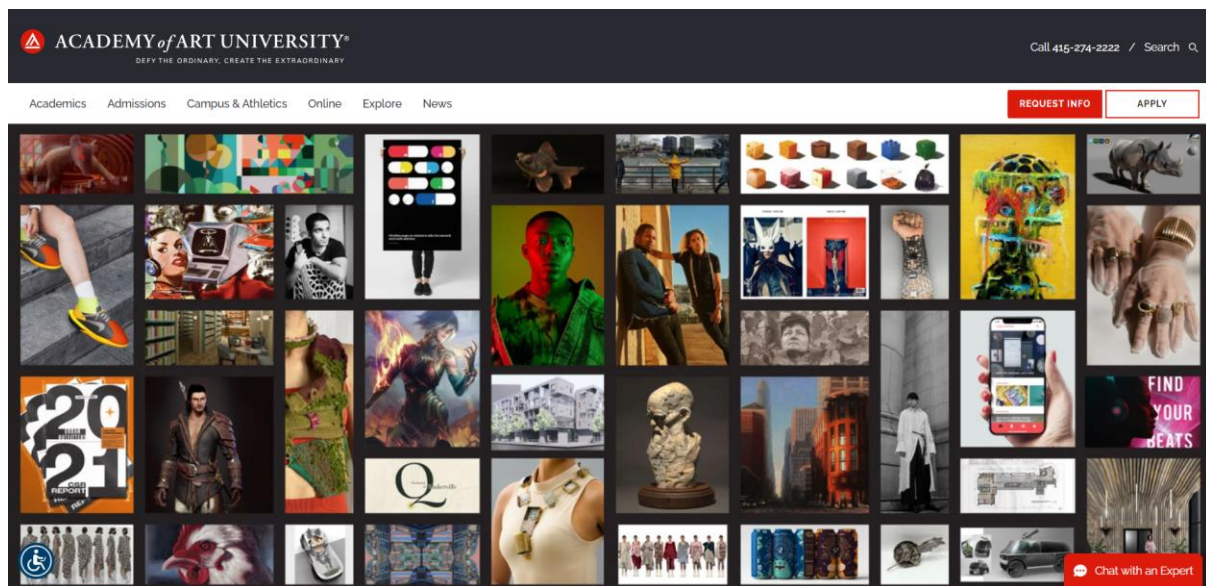 ACADEMY of ART UNIVERSITY®
DEFY THE ORDINARY, CREATE THE EXTRAORDINARY
Call 415-274-2222 / Search
Academics Admissions Campus & Athletics Online Explore News
REQUEST INFO APPLY
20
21
REPORT
Q
FIND
YOUR
BEATS
Chat with an Expert